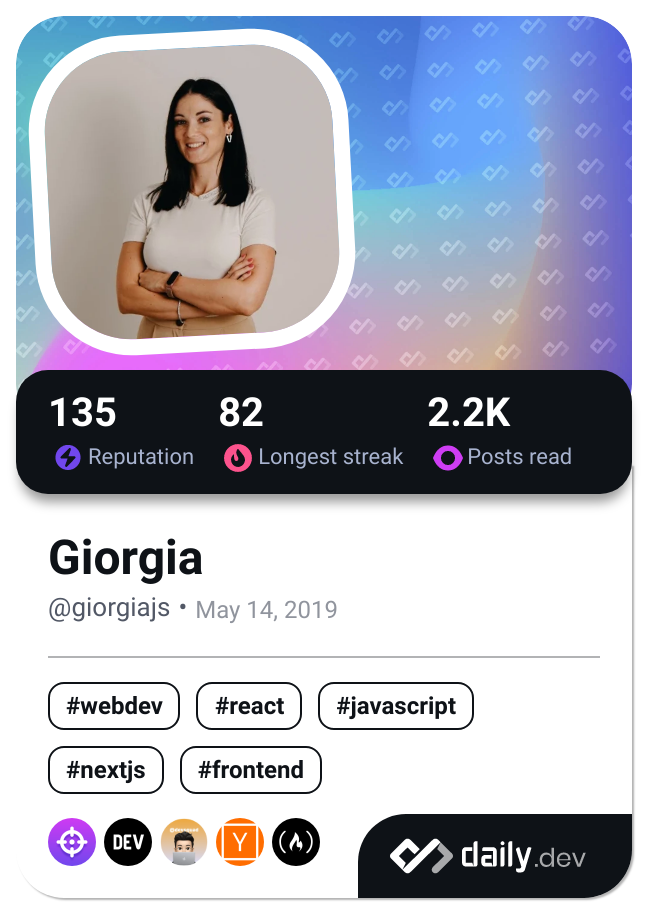 135 82 2.2K
Reputation Longest streak Posts read
Giorgia
@giorgiajs • May 14, 2019
#webdev #react #javascript
#nextjs #frontend
DEV Y
daily.dev